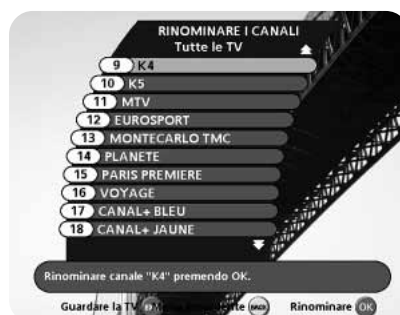 RINOMINARE I CANALI
Tutte le TV
9 K4
10 K5
11 MTV
12 EUROSPORT
13 MONTECARLO TMC
14 PLANETE
15 PARIS PREMIERE
16 VOYAGE
17 CANAL+ BLEU
18 CANAL+ JAUNE
Rinominare canale "K4" premendo OK.
Guardare la TV Menu BACK Rinominare OK